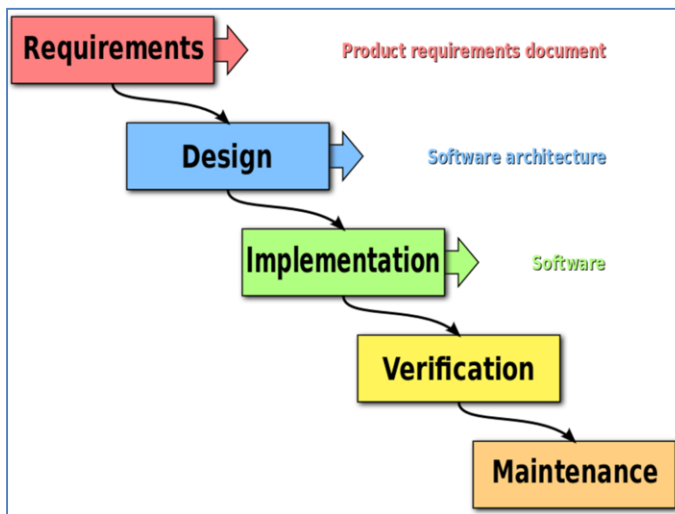 Requirements
Product requirements document
Design
Software architecture
Implementation
Software
Verification
Maintenance